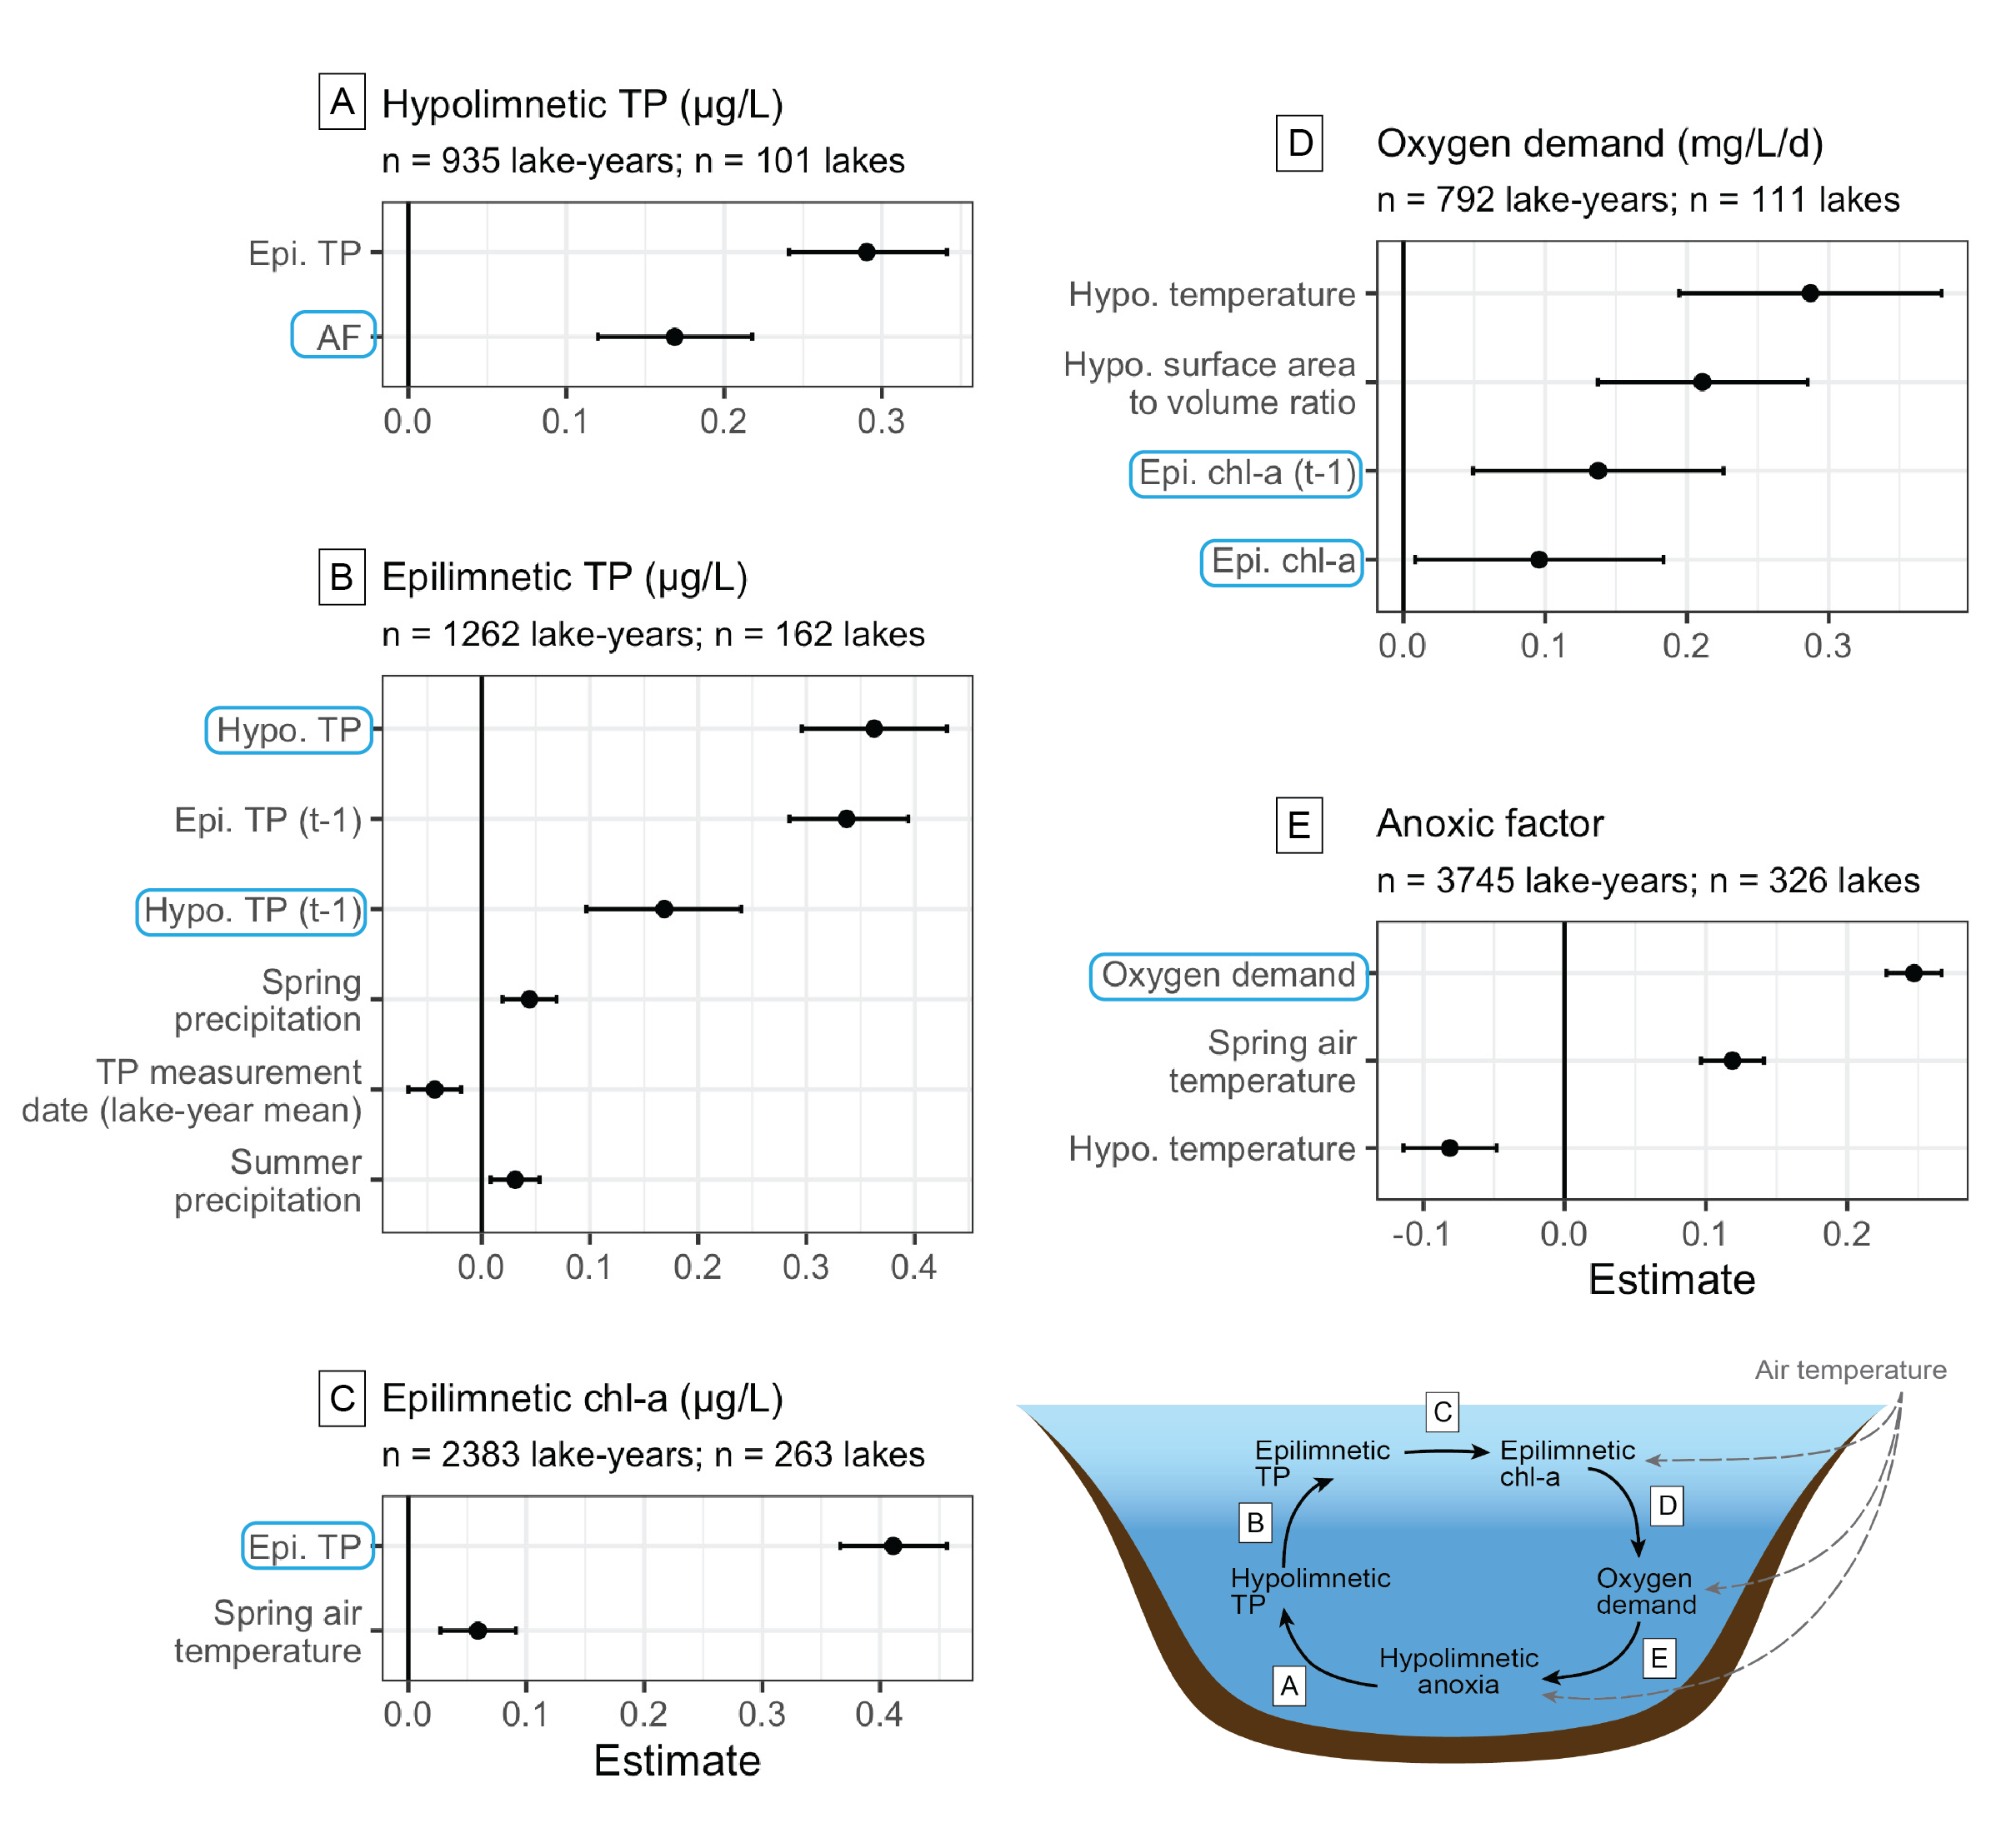 A Hypolimnetic TP (µg/L)
n = 935 lake-years; n = 101 lakes
Epi. TP
AF
0.0 0.1 0.2 0.3
B Epilimnetic TP (µg/L)
n = 1262 lake-years; n = 162 lakes
Hypo. TP
Epi. TP (t-1)
Hypo. TP (t-1)
Spring
precipitation
TP measurement
date (lake-year mean)
Summer
precipitation
0.0 0.1 0.2 0.3 0.4
C Epilimnetic chl-a (µg/L)
n = 2383 lake-years; n = 263 lakes
Epi. TP
Spring air
temperature
0.0 0.1 0.2 0.3 0.4
Estimate
D Oxygen demand (mg/L/d)
n = 792 lake-years; n = 111 lakes
Hypo. temperature
Hypo. surface area
to volume ratio
Epi. chl-a (t-1)
Epi. chl-a
0.0 0.1 0.2 0.3
E Anoxic factor
n = 3745 lake-years; n = 326 lakes
Oxygen demand
Spring air
temperature
Hypo. temperature
-0.1 0.0 0.1 0.2
Estimate
Air temperature
C
Epilimnetic
TP
Epilimnetic
chl-a
B
D
Hypolimnetic
TP
Oxygen
demand
A
Hypolimnetic
anoxia
E